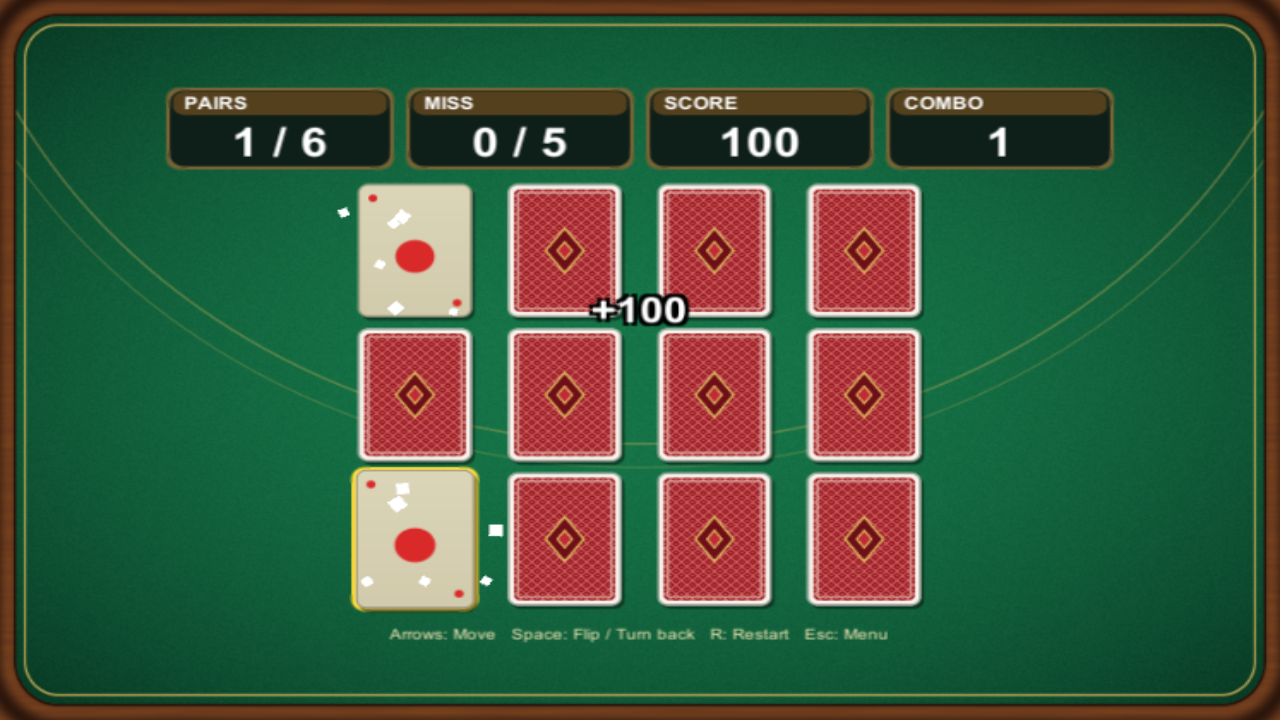 PAIRS
1 / 6
MISS
0 / 5
SCORE
100
COMBO
1
+100
Arrows: Move   Space: Flip / Turn back   R: Restart   Esc: Menu